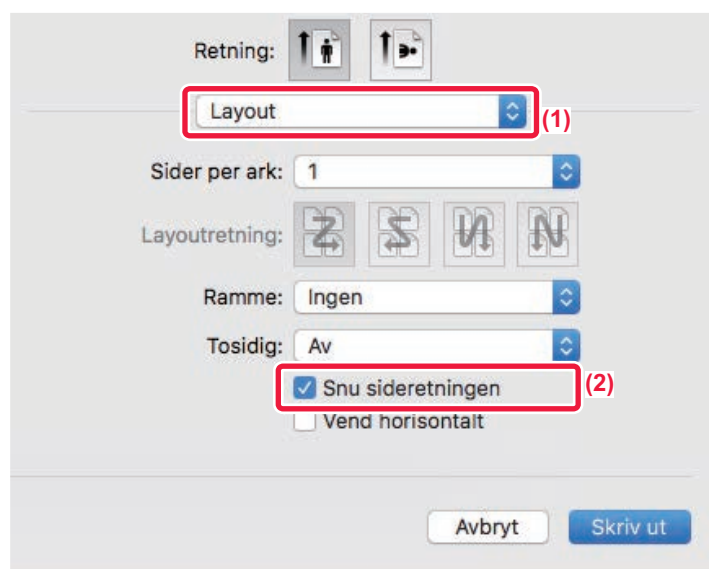 Retning:
Layout
(1)
Sider per ark: 1
Layoutretning:
Ramme: Ingen
Tosidig: Av
Snu sideretningen
(2)
Vend horisontalt
Avbryt Skriv ut